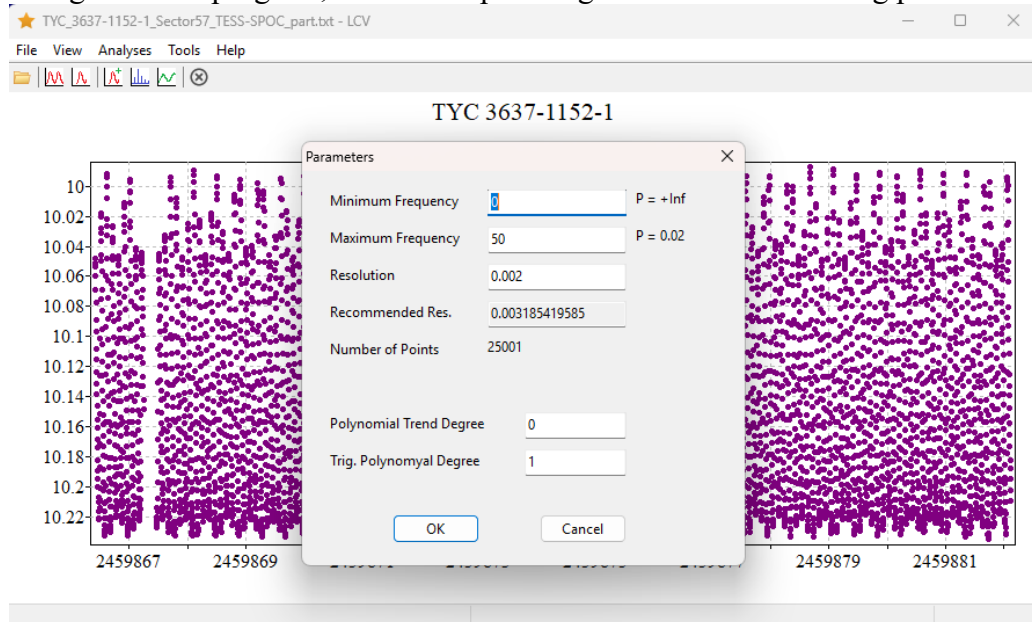 TYC_3637-1152-1_Sector57_TESS-SPOC_part.txt - LCV
File View Analyses Tools Help
TYC 3637-1152-1
Parameters
Minimum Frequency 0 P = +Inf
Maximum Frequency 50 P = 0.02
Resolution 0.002
Recommended Res. 0.003185419585
Number of Points 25001
Polynomial Trend Degree 0
Trig. Polynomyal Degree 1
OK Cancel
10
10.02
10.04
10.06
10.08
10.1
10.12
10.14
10.16
10.18
10.2
10.22
2459867 2459869 2459879 2459881